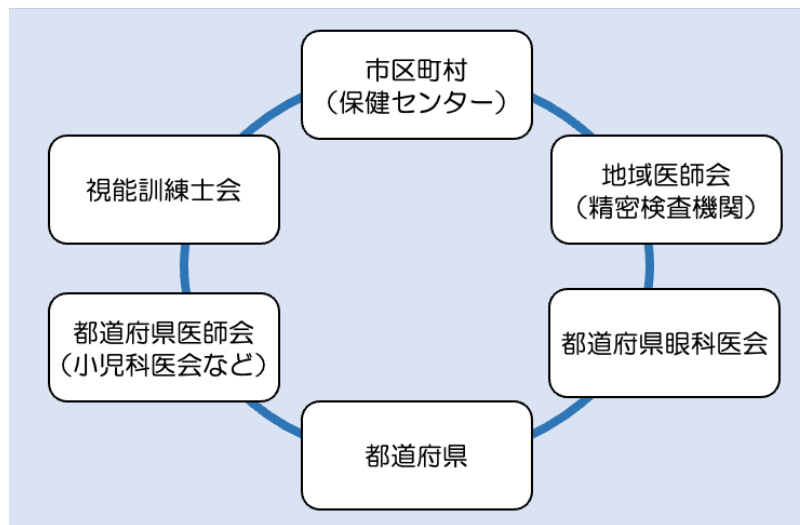 市区町村
（保健センター）
地域医師会
（精密検査機関）
都道府県眼科医会
都道府県
都道府県医師会
（小児科医会など）
視能訓練士会